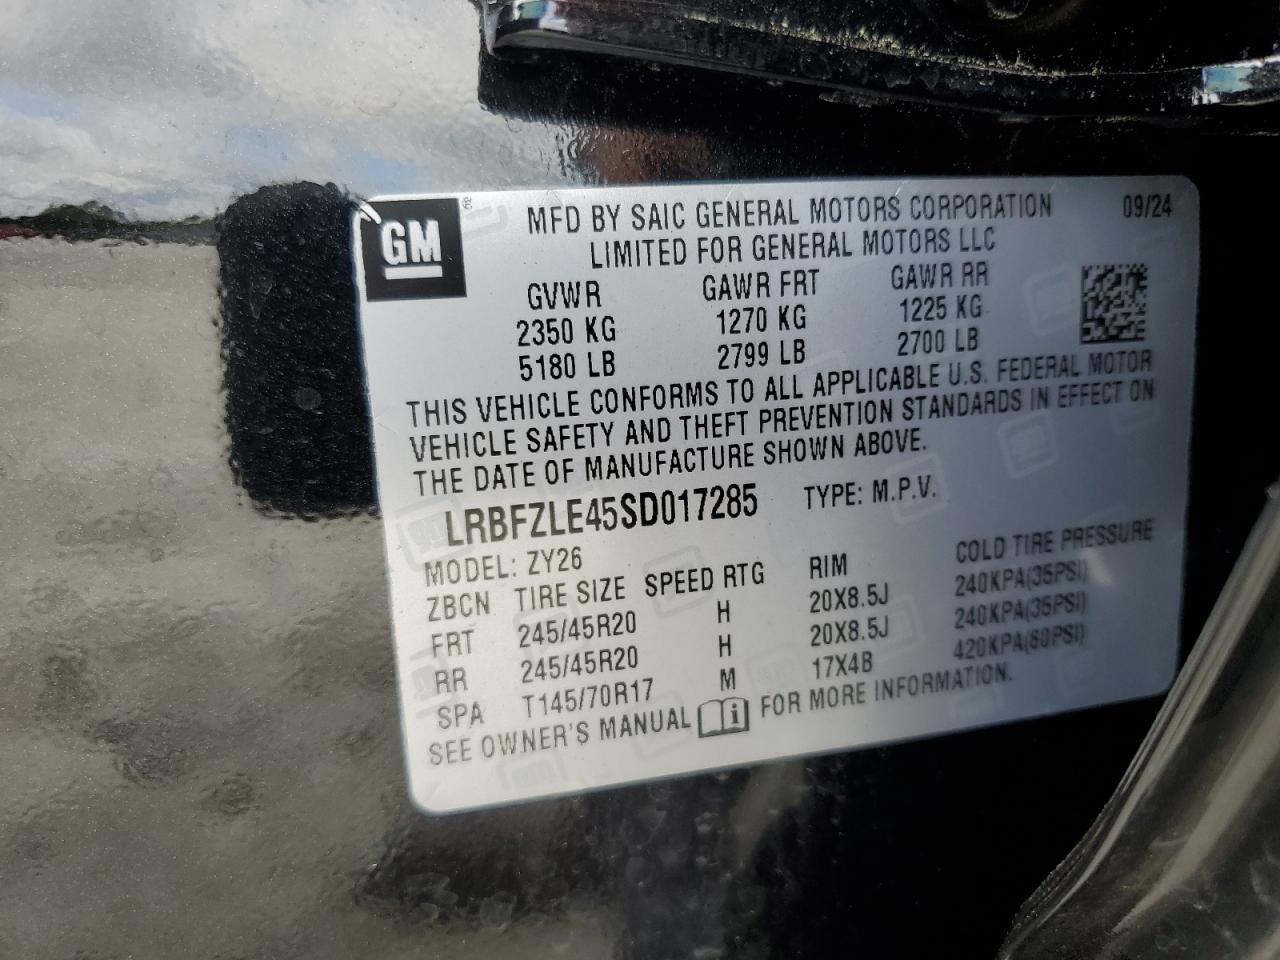 GM ®
MFD BY SAIC GENERAL MOTORS CORPORATION 09/24
LIMITED FOR GENERAL MOTORS LLC
GVWR GAWR FRT GAWR RR
2350 KG 1270 KG 1225 KG
5180 LB 2799 LB 2700 LB
THIS VEHICLE CONFORMS TO ALL APPLICABLE U.S. FEDERAL MOTOR
VEHICLE SAFETY AND THEFT PREVENTION STANDARDS IN EFFECT ON
THE DATE OF MANUFACTURE SHOWN ABOVE.
LRBFZLE45SD017285 TYPE: M.P.V.
MODEL: ZY26
ZBCN TIRE SIZE SPEED RTG RIM COLD TIRE PRESSURE
FRT 245/45R20 H 20X8.5J 240KPA(35PSI)
RR 245/45R20 H 20X8.5J 240KPA(35PSI)
SPA T145/70R17 M 17X4B 420KPA(60PSI)
SEE OWNER'S MANUAL i FOR MORE INFORMATION.